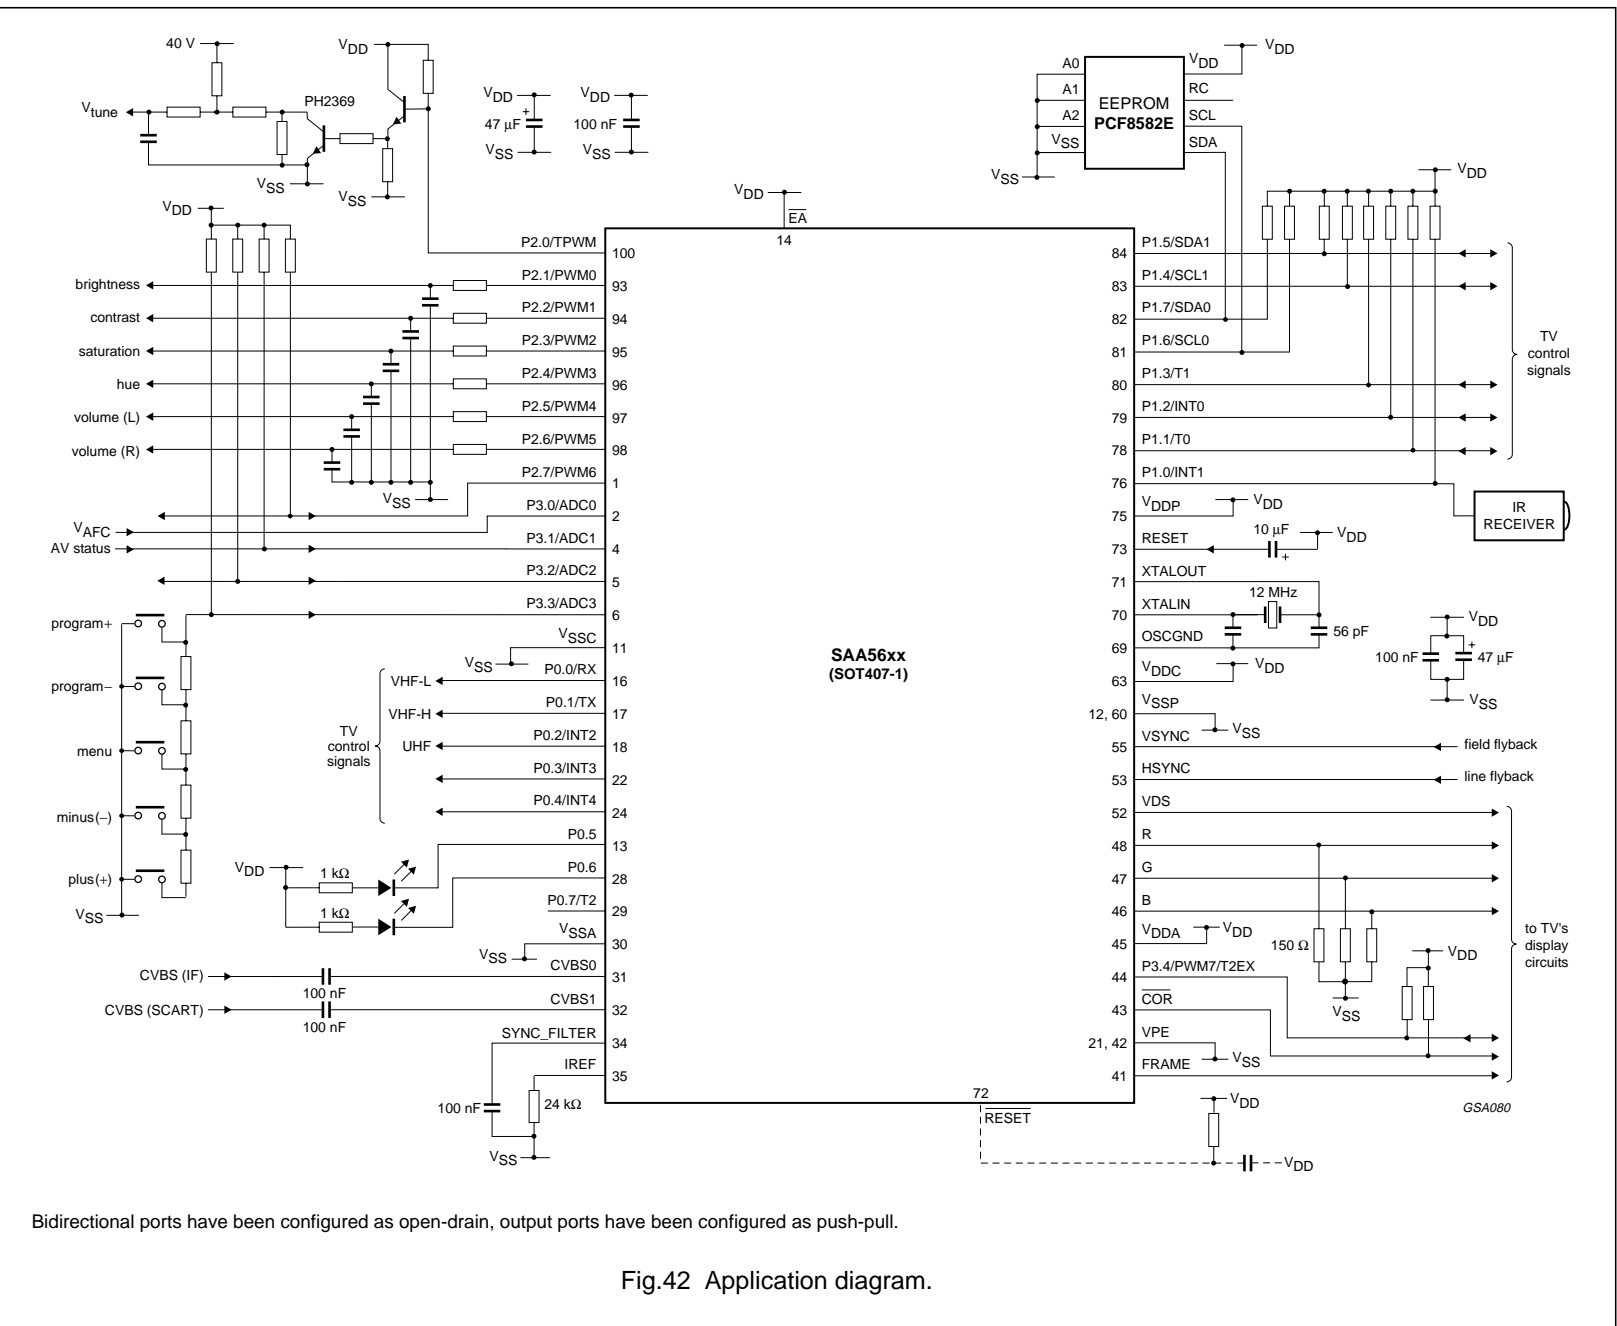 40 V
VDD
PH2369
Vtune
VSS
VSS
VDD
47 μF
+
VSS
VDD
100 nF
VSS
A0
A1
A2
VSS
VSS
EEPROM
PCF8582E
VDD
RC
SCL
SDA
VDD
VDD
VDD
VDD
EA
14
P2.0/TPWM
100
brightness
P2.1/PWM0
93
contrast
P2.2/PWM1
94
saturation
P2.3/PWM2
95
hue
P2.4/PWM3
96
volume (L)
P2.5/PWM4
97
volume (R)
P2.6/PWM5
98
VSS
P2.7/PWM6
1
VAFC
P3.0/ADC0
2
AV status
P3.1/ADC1
4
P3.2/ADC2
5
P3.3/ADC3
6
program+
program−
menu
minus(−)
plus(+)
VSS
VSS
VSSC
11
TV
control
signals
VHF-L
P0.0/RX
16
VHF-H
P0.1/TX
17
UHF
P0.2/INT2
18
P0.3/INT3
22
P0.4/INT4
24
VDD
1 kΩ
P0.5
13
1 kΩ
P0.6
28
P0.7/T2
29
VSS
VSSA
30
CVBS (IF)
100 nF
CVBS0
31
CVBS (SCART)
100 nF
CVBS1
32
SYNC_FILTER
34
IREF
35
100 nF
24 kΩ
VSS
SAA56xx
(SOT407-1)
84
P1.5/SDA1
83
P1.4/SCL1
82
P1.7/SDA0
81
P1.6/SCL0
80
P1.3/T1
79
P1.2/INT0
78
P1.1/T0
TV
control
signals
76
P1.0/INT1
IR
RECEIVER
75
VDDP
VDD
73
RESET
10 μF
+
VDD
71
XTALOUT
12 MHz
70
XTALIN
69
OSCGND
56 pF
VDD
100 nF
+
47 μF
VSS
63
VDDC
VDD
12, 60
VSSP
VSS
55
VSYNC
field flyback
53
HSYNC
line flyback
52
VDS
48
R
47
G
46
B
45
VDDA
VDD
150 Ω
VSS
VDD
to TV's
display
circuits
44
P3.4/PWM7/T2EX
43
COR
21, 42
VPE
VSS
41
FRAME
72
RESET
VDD
VDD
GSA080
Bidirectional ports have been configured as open-drain, output ports have been configured as push-pull.
Fig.42 Application diagram.